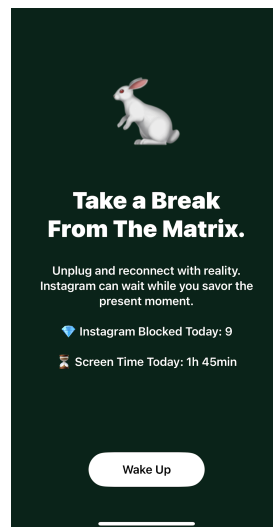 Take a Break
From The Matrix.
Unplug and reconnect with reality.
Instagram can wait while you savor the
present moment.
💎 Instagram Blocked Today: 9
⏳ Screen Time Today: 1h 45min
Wake Up